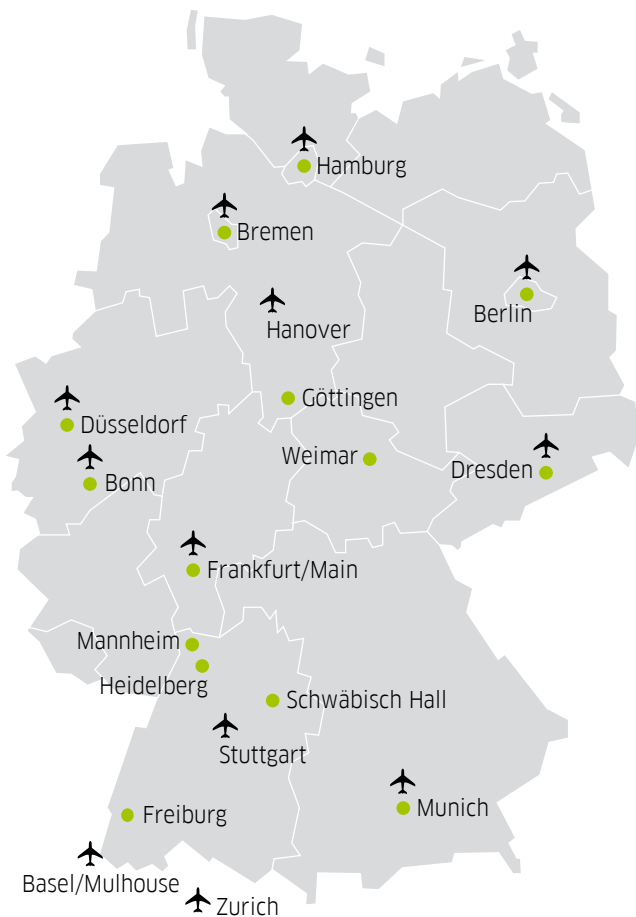 Hamburg
Bremen
Berlin
Hanover
Göttingen
Düsseldorf
Weimar
Dresden
Bonn
Frankfurt/Main
Mannheim
Heidelberg
Schwäbisch Hall
Stuttgart
Freiburg
Munich
Basel/Mulhouse
Zurich